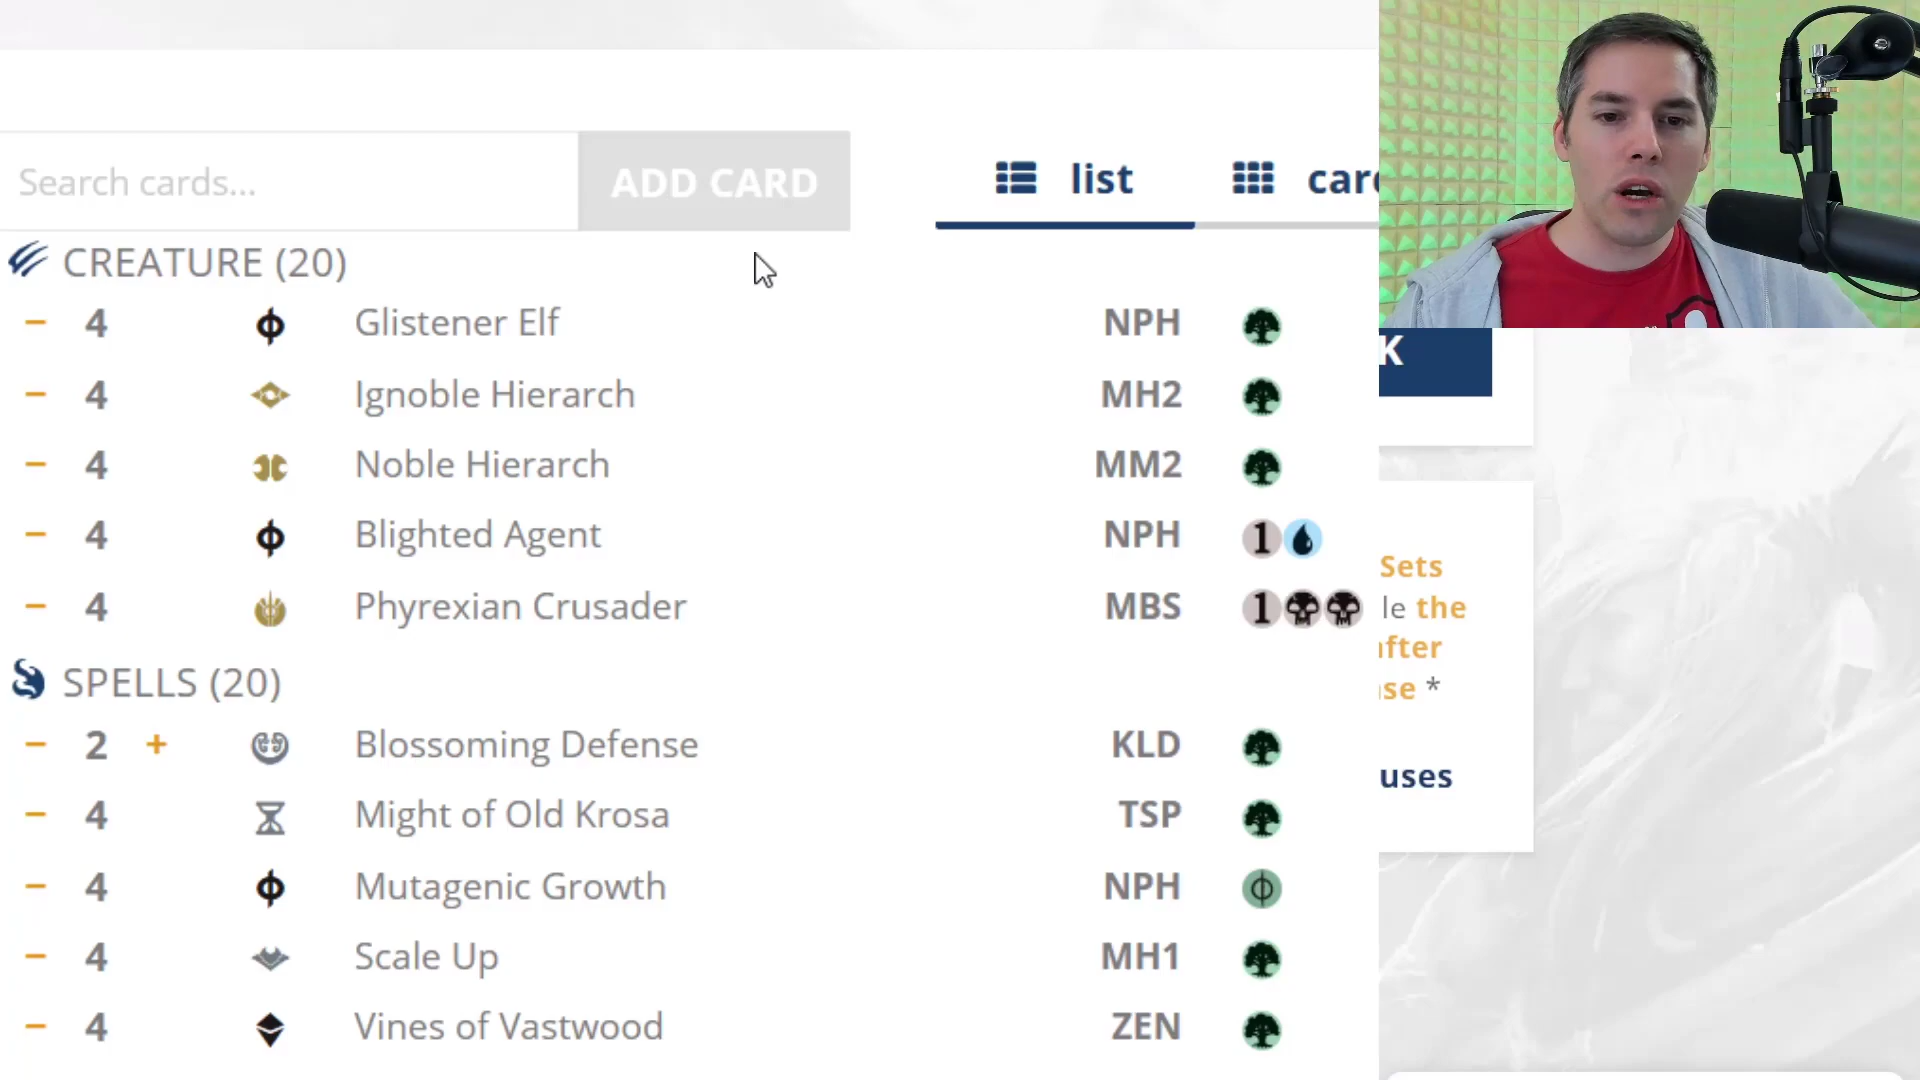 Search cards...
ADD CARD
list
CREATURE (20)
4 Glistener Elf NPH
4 Ignoble Hierarch MH2
4 Noble Hierarch MM2
4 Blighted Agent NPH 1
4 Phyrexian Crusader MBS 1
SPELLS (20)
2 + Blossoming Defense KLD
4 Might of Old Krosa TSP
4 Mutagenic Growth NPH
4 Scale Up MH1
4 Vines of Vastwood ZEN
K
Sets
le the
se *
uses